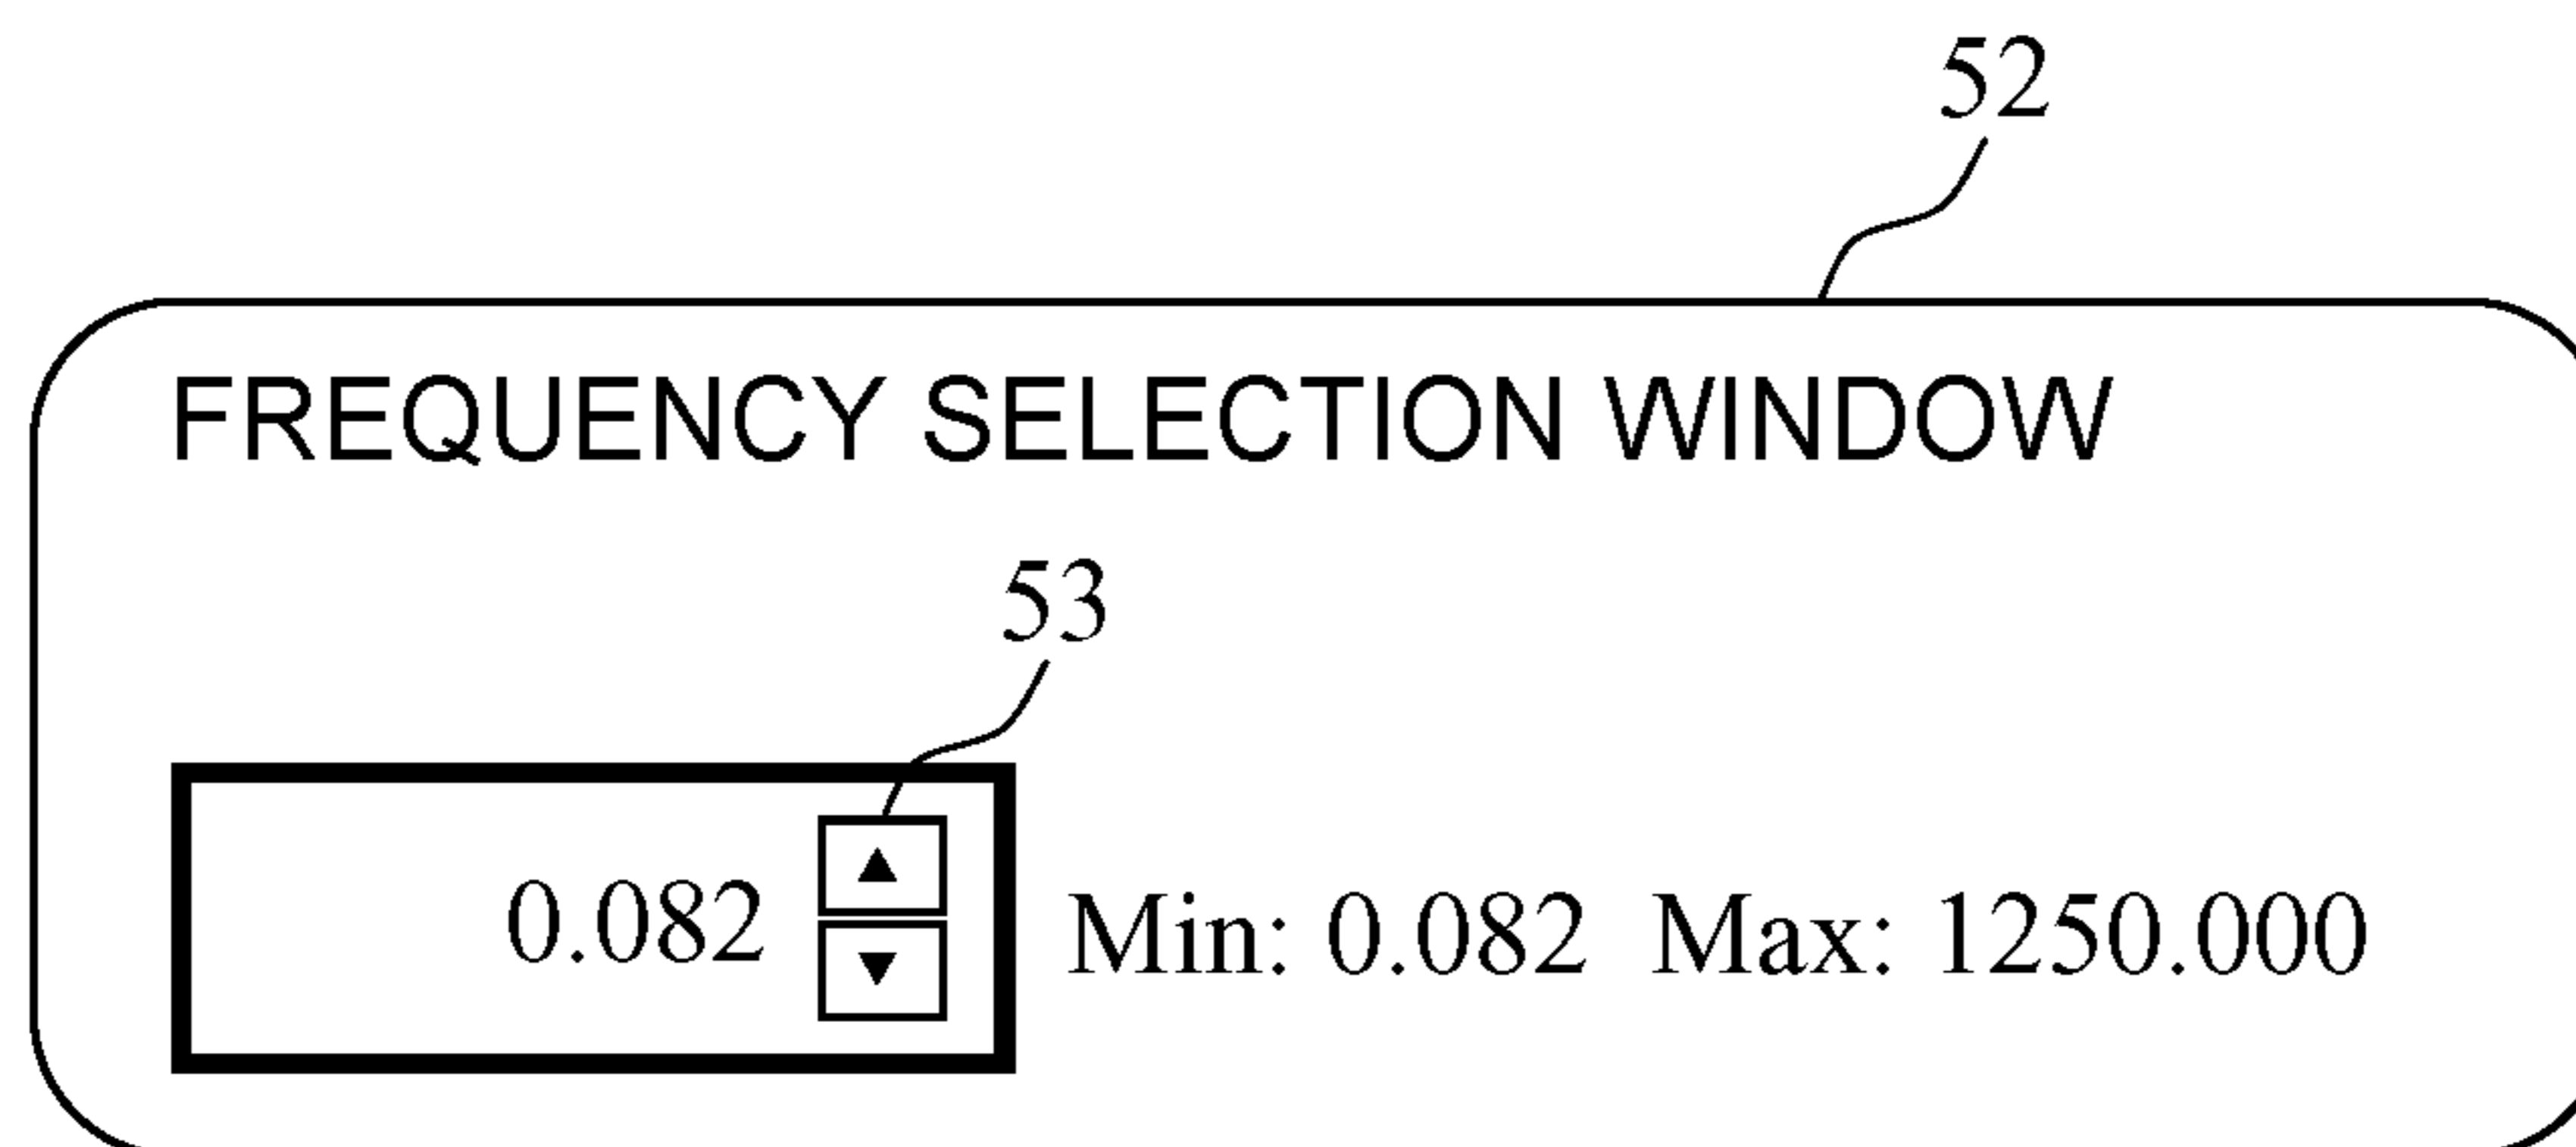 52
FREQUENCY SELECTION WINDOW
53
0.082 ▲ ▼ Min: 0.082 Max: 1250.000